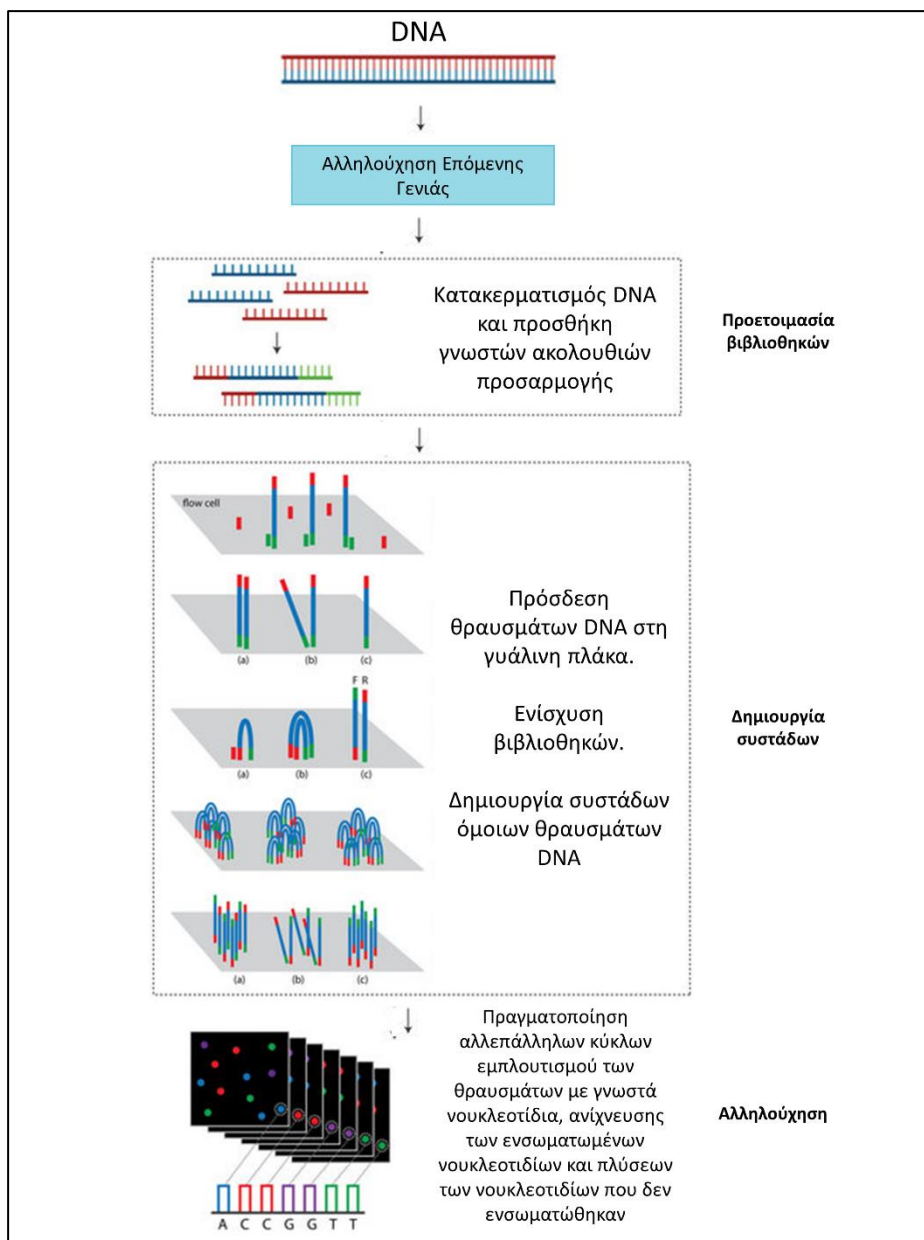 DNA
Αλληλούχηση Επόμενης
Γενιάς
Κατακερματισμός DNA
και προσθήκη
γνωστών ακολουθιών
προσαρμογής
Προετοιμασία
βιβλιοθηκών
flow cell
(a) (b) (c)
F R
(a) (b) (c)
(a) (b) (c)
Πρόσδεση
θραυσμάτων DNA στη
γυάλινη πλάκα.
Ενίσχυση
βιβλιοθηκών.
Δημιουργία συστάδων
όμοιων θραυσμάτων
DNA
Δημιουργία
συστάδων
Πραγματοποίηση
αλλεπάλληλων κύκλων
εμπλουτισμού των
θραυσμάτων με γνωστά
νουκλεοτίδια, ανίχνευσης
των ενσωματωμένων
νουκλεοτιδίων και πλύσεων
των νουκλεοτιδίων που δεν
ενσωματώθηκαν
Αλληλούχηση
A C C G G T T